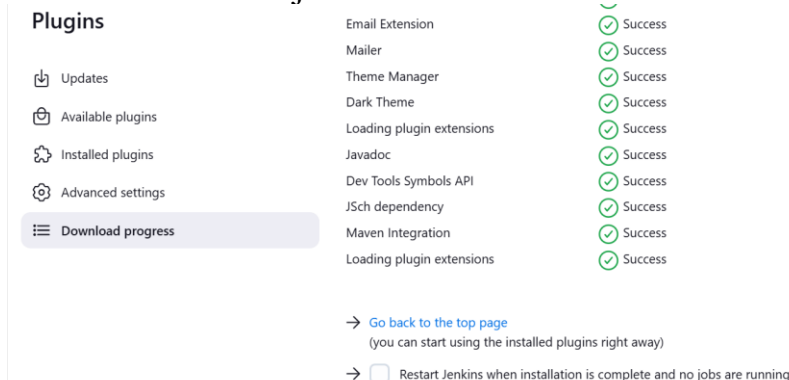 Plugins
Updates
Available plugins
Installed plugins
Advanced settings
Download progress
Email Extension Success
Mailer Success
Theme Manager Success
Dark Theme Success
Loading plugin extensions Success
Javadoc Success
Dev Tools Symbols API Success
JSch dependency Success
Maven Integration Success
Loading plugin extensions Success
Go back to the top page
(you can start using the installed plugins right away)
Restart Jenkins when installation is complete and no jobs are running